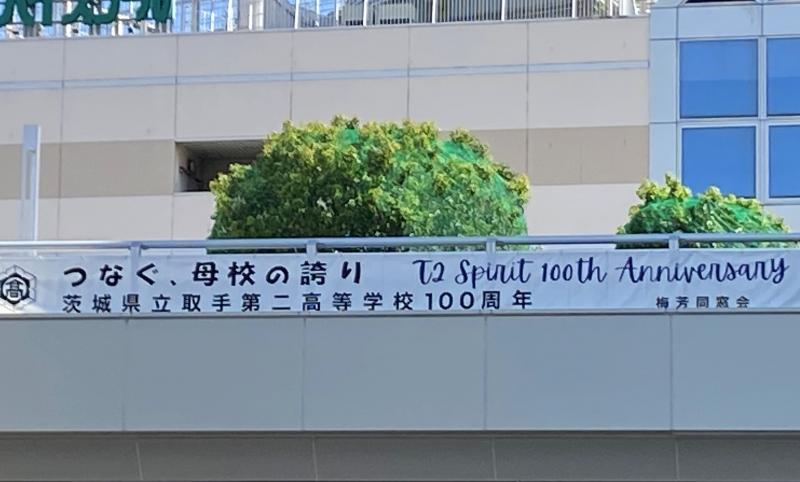 高
つなぐ、母校の誇り
T2 Spirit 100th Anniversary
茨城県立取手第二高等学校100周年
梅芳同窓会